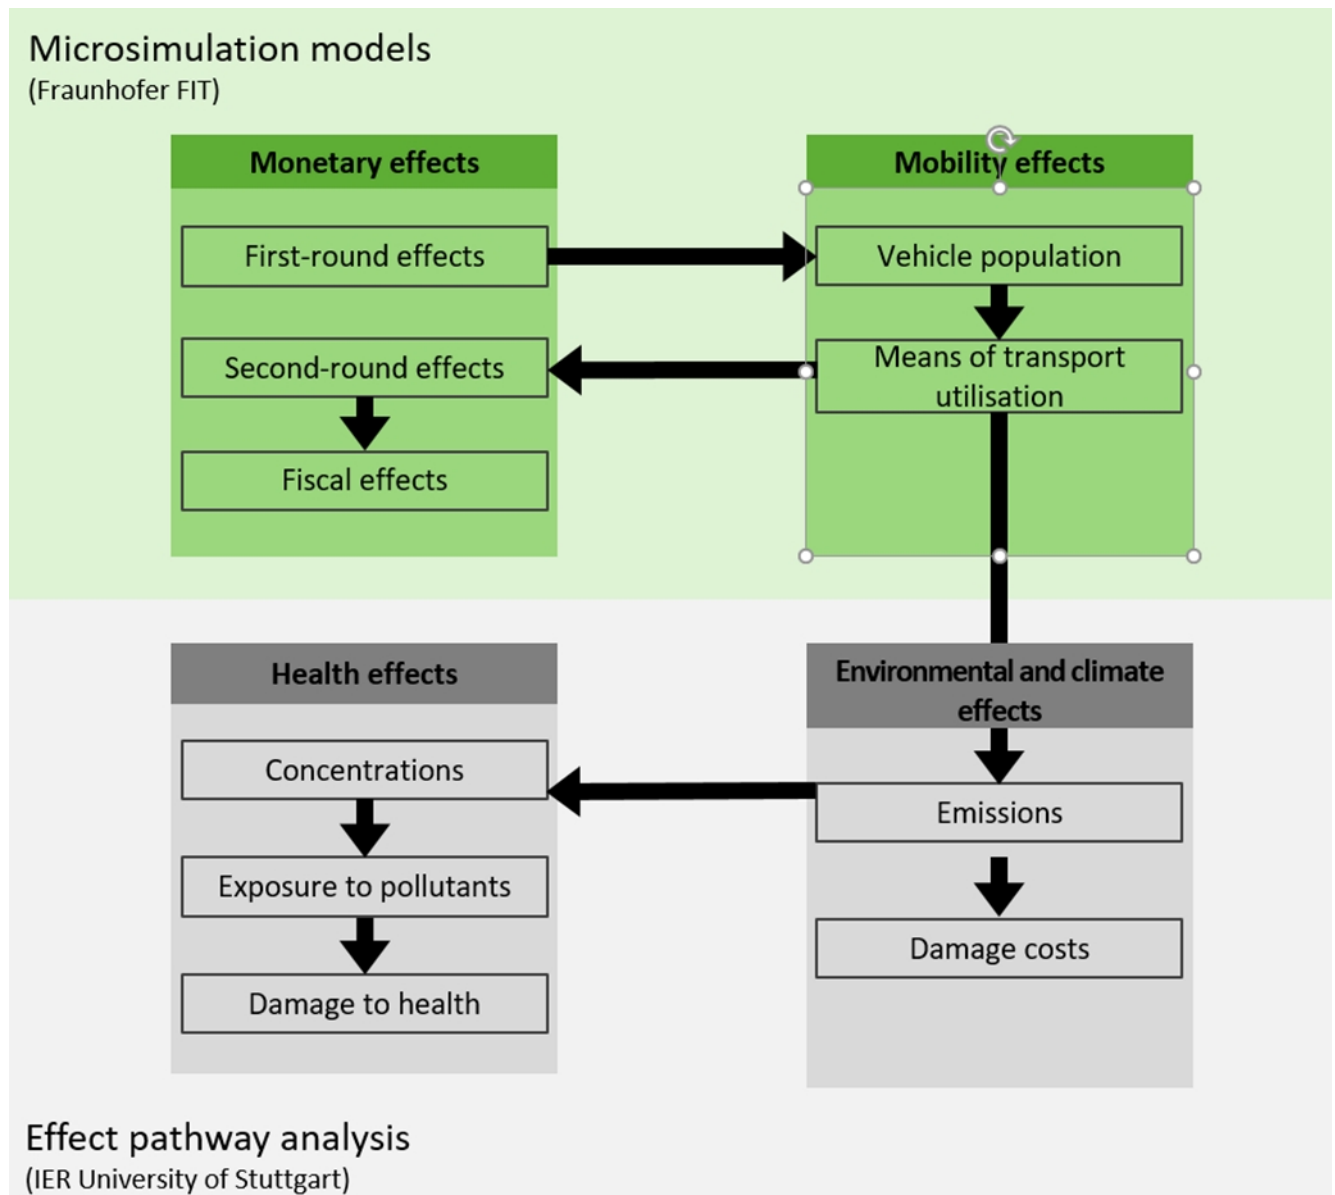 Microsimulation models
(Fraunhofer FIT)
Monetary effects
First-round effects
Second-round effects
Fiscal effects
Mobility effects
Vehicle population
Means of transport
utilisation
Health effects
Concentrations
Exposure to pollutants
Damage to health
Environmental and climate
effects
Emissions
Damage costs
Effect pathway analysis
(IER University of Stuttgart)